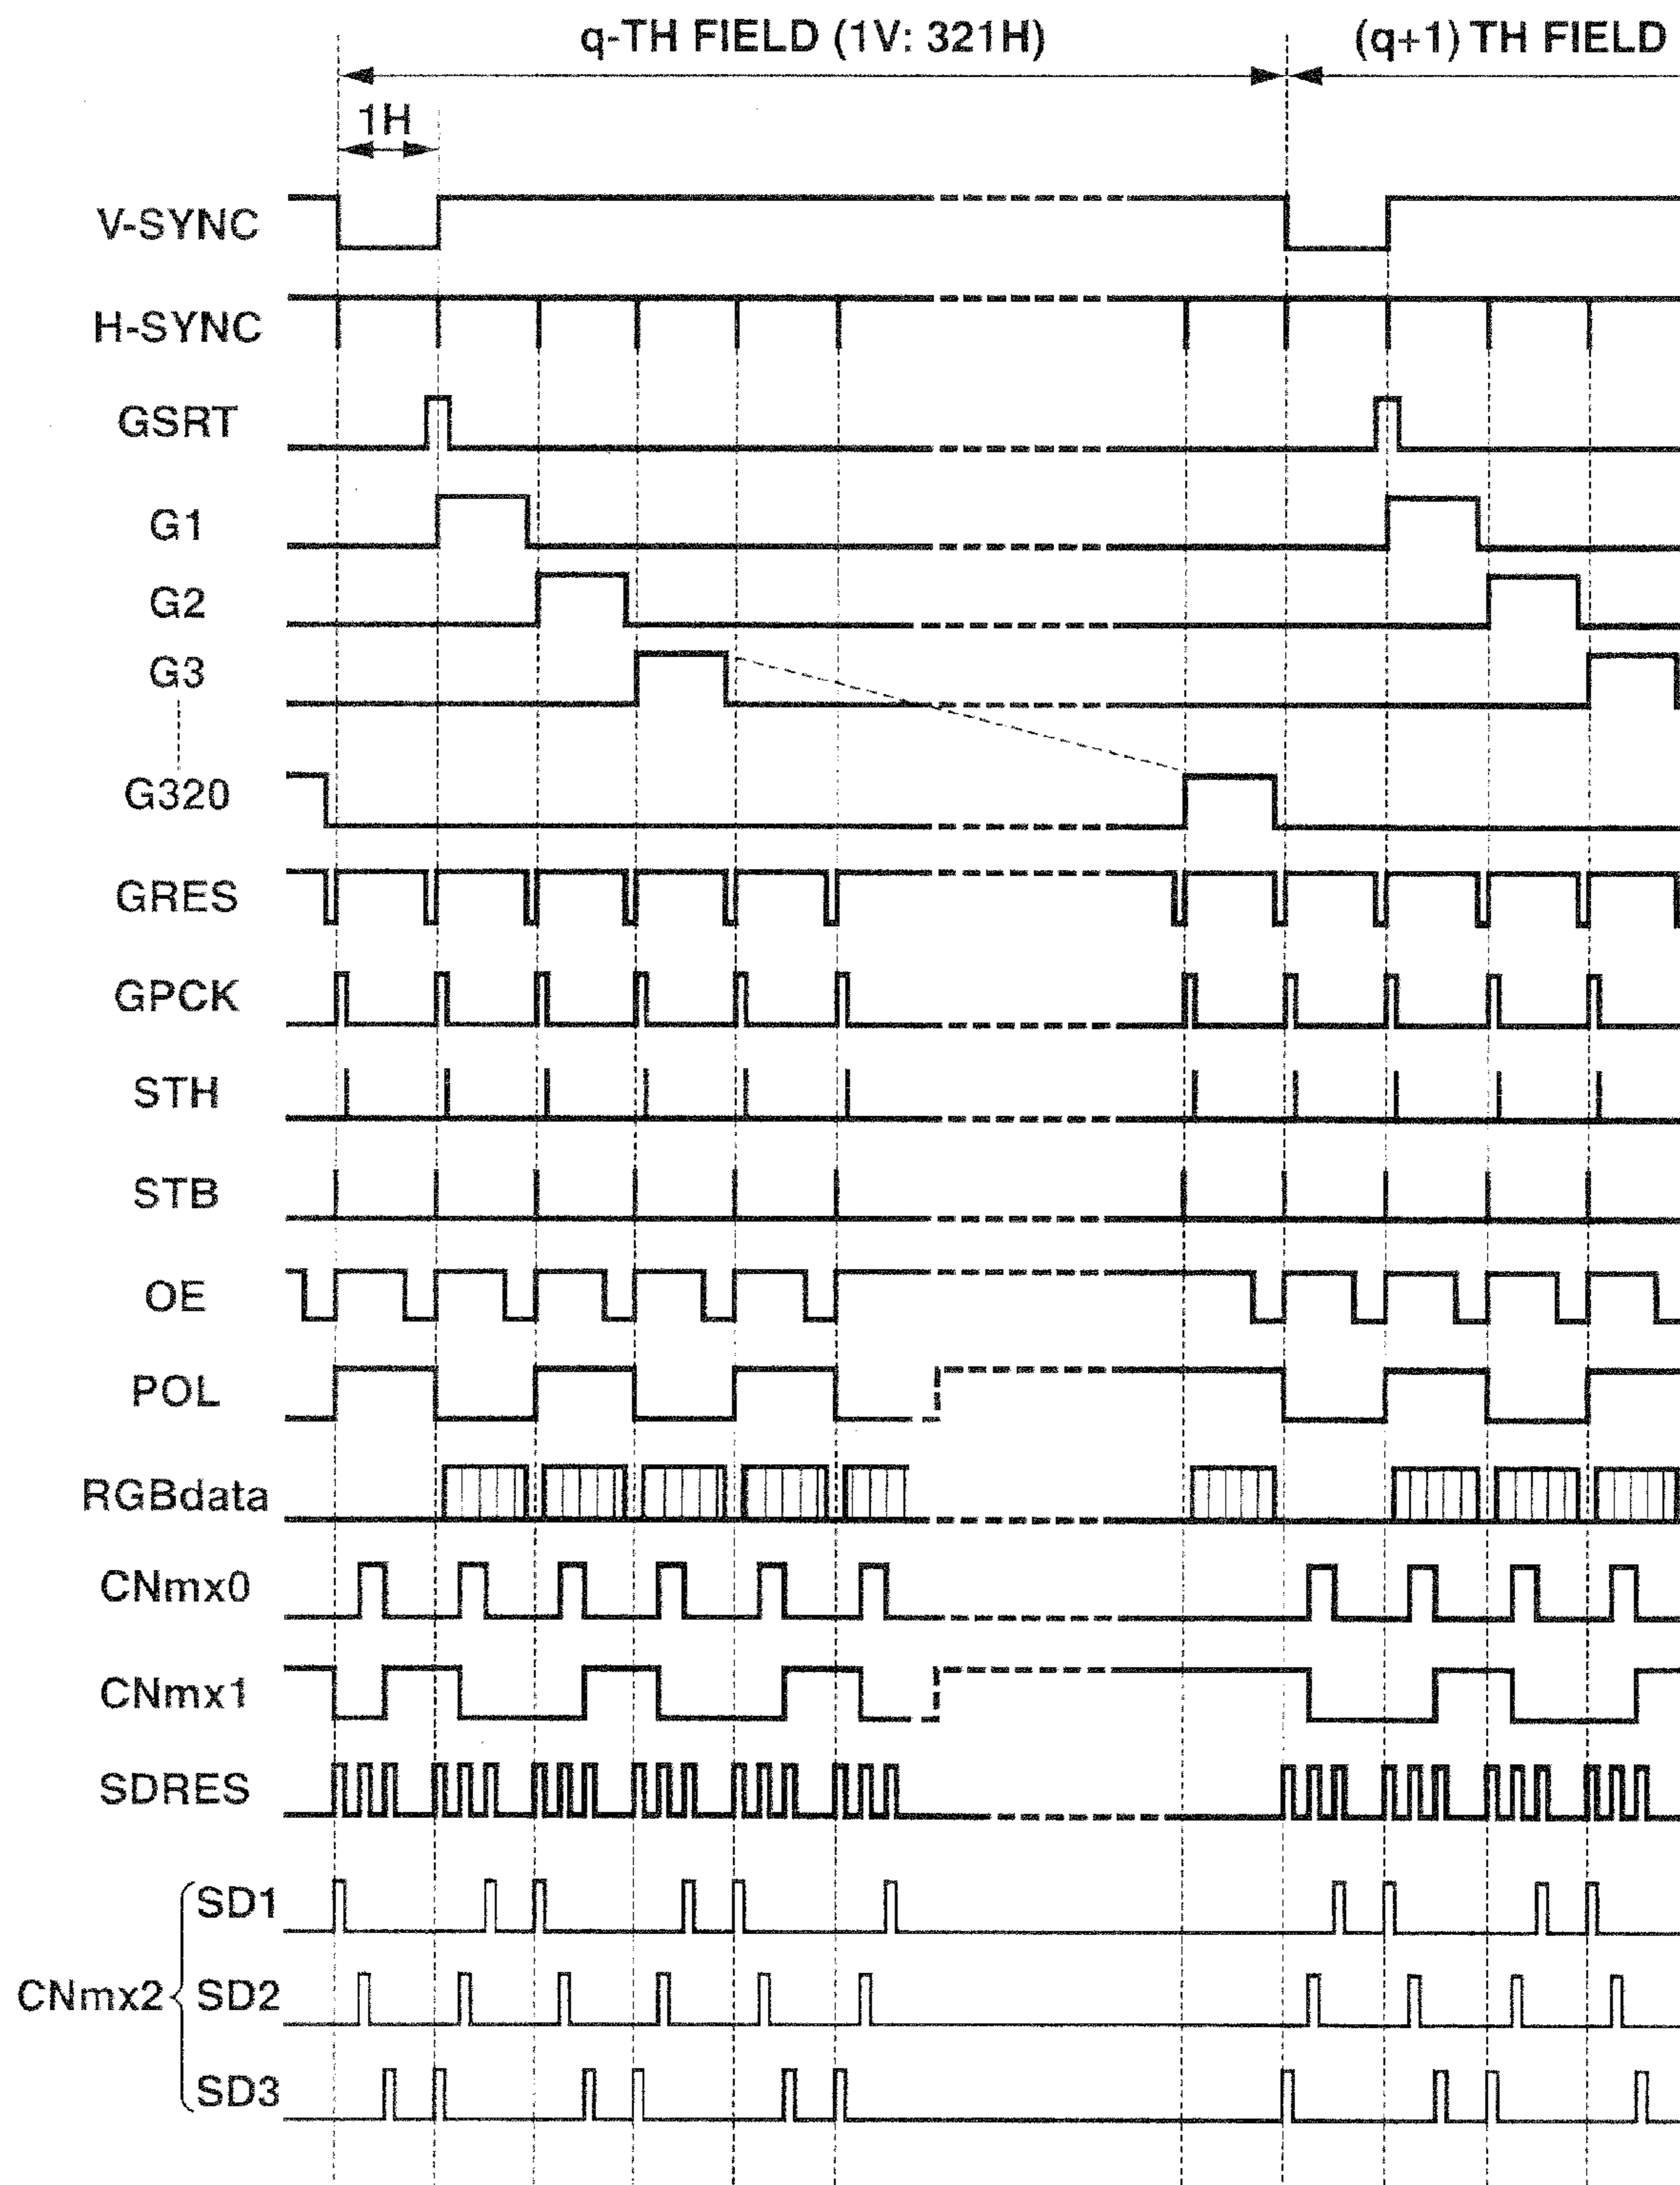 q-TH FIELD (1V: 321H)
(q+1) TH FIELD
1H
V-SYNC
H-SYNC
GSRT
G1
G2
G3
G320
GRES
GPCK
STH
STB
OE
POL
RGBdata
CNmx0
CNmx1
SDRES
SD1
CNmx2 SD2
SD3